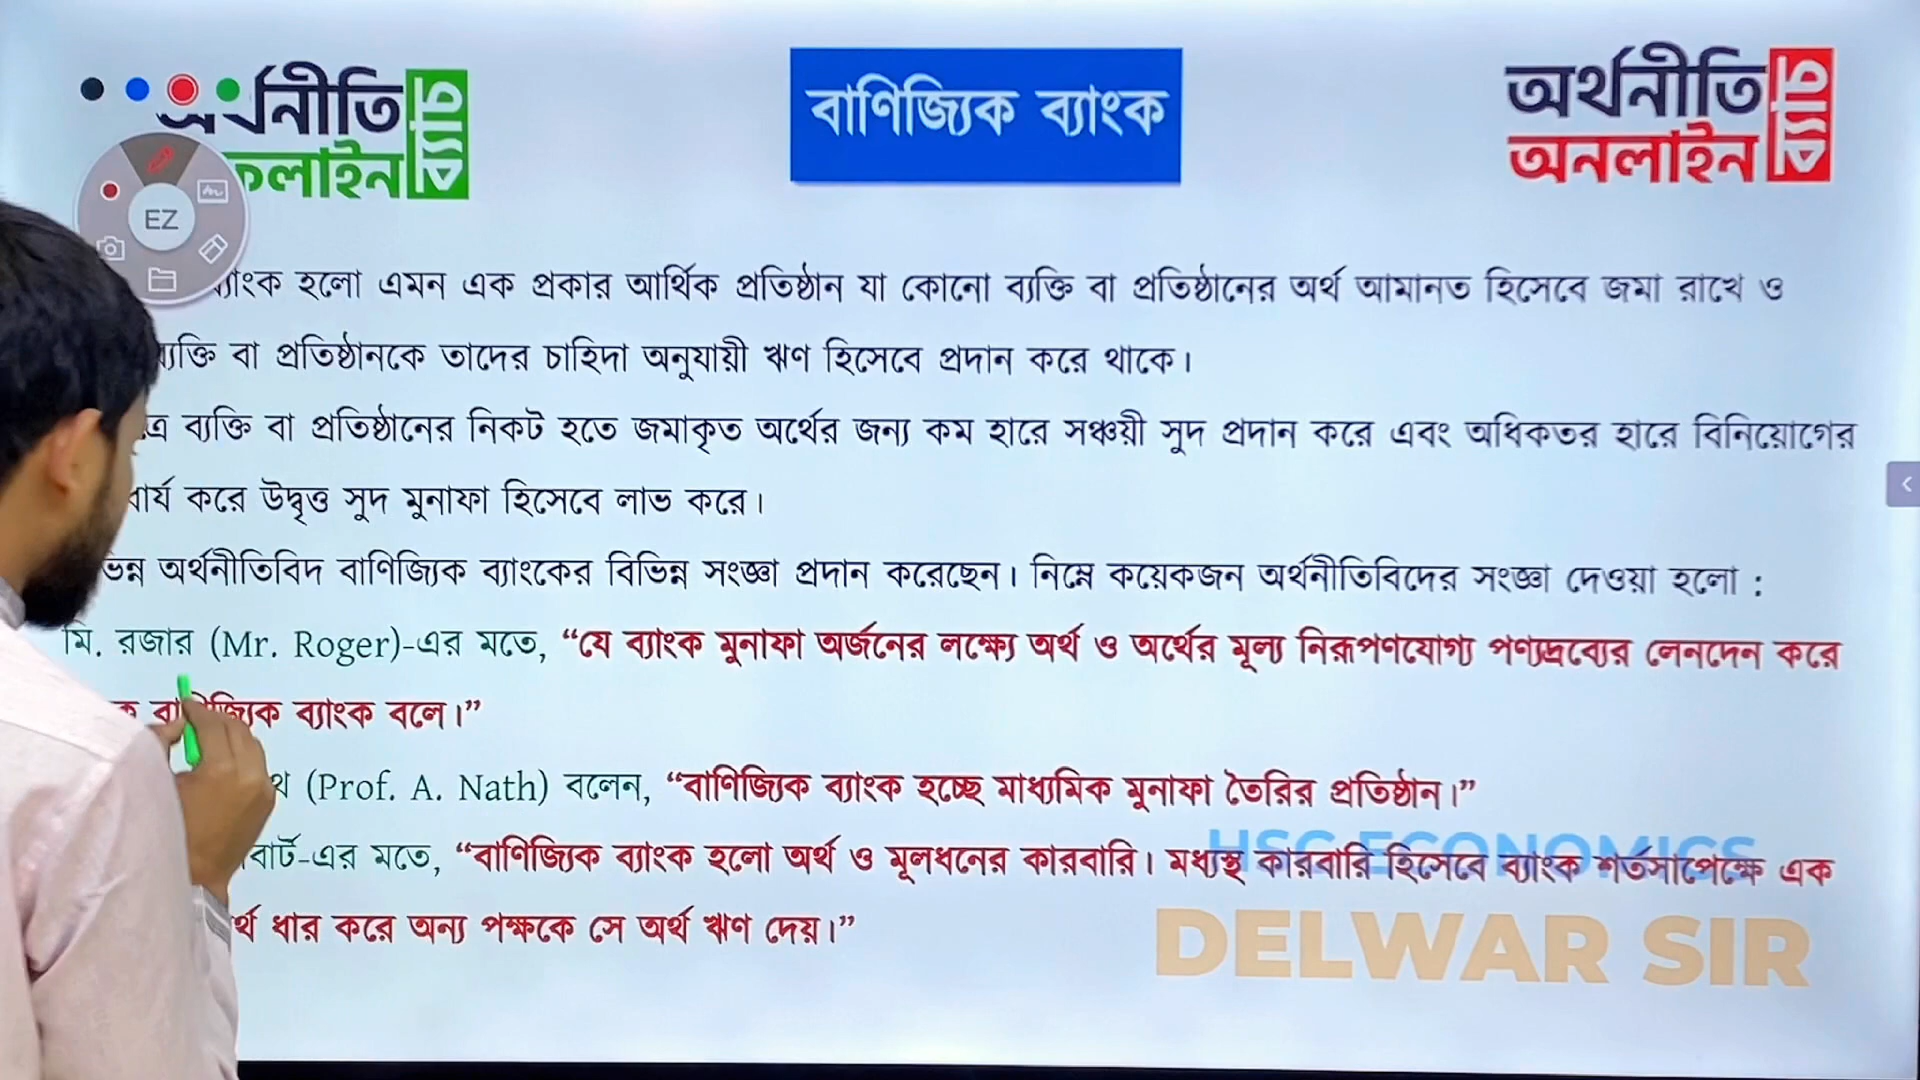 অর্থনীতি
ব্যাচ
বাণিজ্যিক ব্যাংক
অর্থনীতি
অনলাইন
ব্যাচ
EZ
হলো এমন এক প্রকার আর্থিক প্রতিষ্ঠান যা কোনো ব্যক্তি বা প্রতিষ্ঠানের অর্থ আমানত হিসেবে জমা রাখে ও
বা প্রতিষ্ঠানকে তাদের চাহিদা অনুযায়ী ঋণ হিসেবে প্রদান করে থাকে।
ব্যক্তি বা প্রতিষ্ঠানের নিকট হতে জমাকৃত অর্থের জন্য কম হারে সঞ্চয়ী সুদ প্রদান করে এবং অধিকতর হারে বিনিয়োগের
করে উদ্বৃত্ত সুদ মুনাফা হিসেবে লাভ করে।
অর্থনীতিবিদ বাণিজ্যিক ব্যাংকের বিভিন্ন সংজ্ঞা প্রদান করেছেন। নিম্নে কয়েকজন অর্থনীতিবিদের সংজ্ঞা দেওয়া হলো :
মি. রজার (Mr. Roger)-এর মতে, “যে ব্যাংক মুনাফা অর্জনের লক্ষ্যে অর্থ ও অর্থের মূল্য নিরূপণযোগ্য পণ্যদ্রব্যের লেনদেন করে
বাণিজ্যিক ব্যাংক বলে।”
(Prof. A. Nath) বলেন, “বাণিজ্যিক ব্যাংক হচ্ছে মাধ্যমিক মুনাফা তৈরির প্রতিষ্ঠান।”
-এর মতে, “বাণিজ্যিক ব্যাংক হলো অর্থ ও মূলধনের কারবারি। মধ্যস্থ কারবারি হিসেবে ব্যাংক শর্তসাপেক্ষে এক
ধার করে অন্য পক্ষকে সে অর্থ ঋণ দেয়।”
HSC ECONOMICS
DELWAR SIR